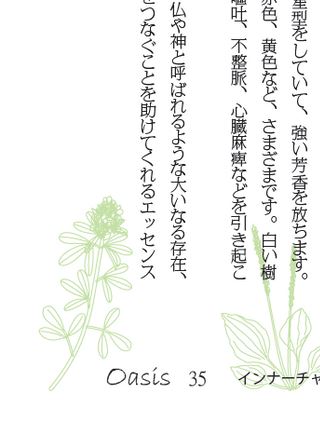 型をしていて、強い芳香を放ちます。
赤色、黄色など、さまざまです。白い樹
嘔吐、不整脈、心臓麻痺などを引き起こ
仏や神と呼ばれるような大いなる存在、
をつなぐことを助けてくれるエッセンス
Oasis 35 インナーチャ